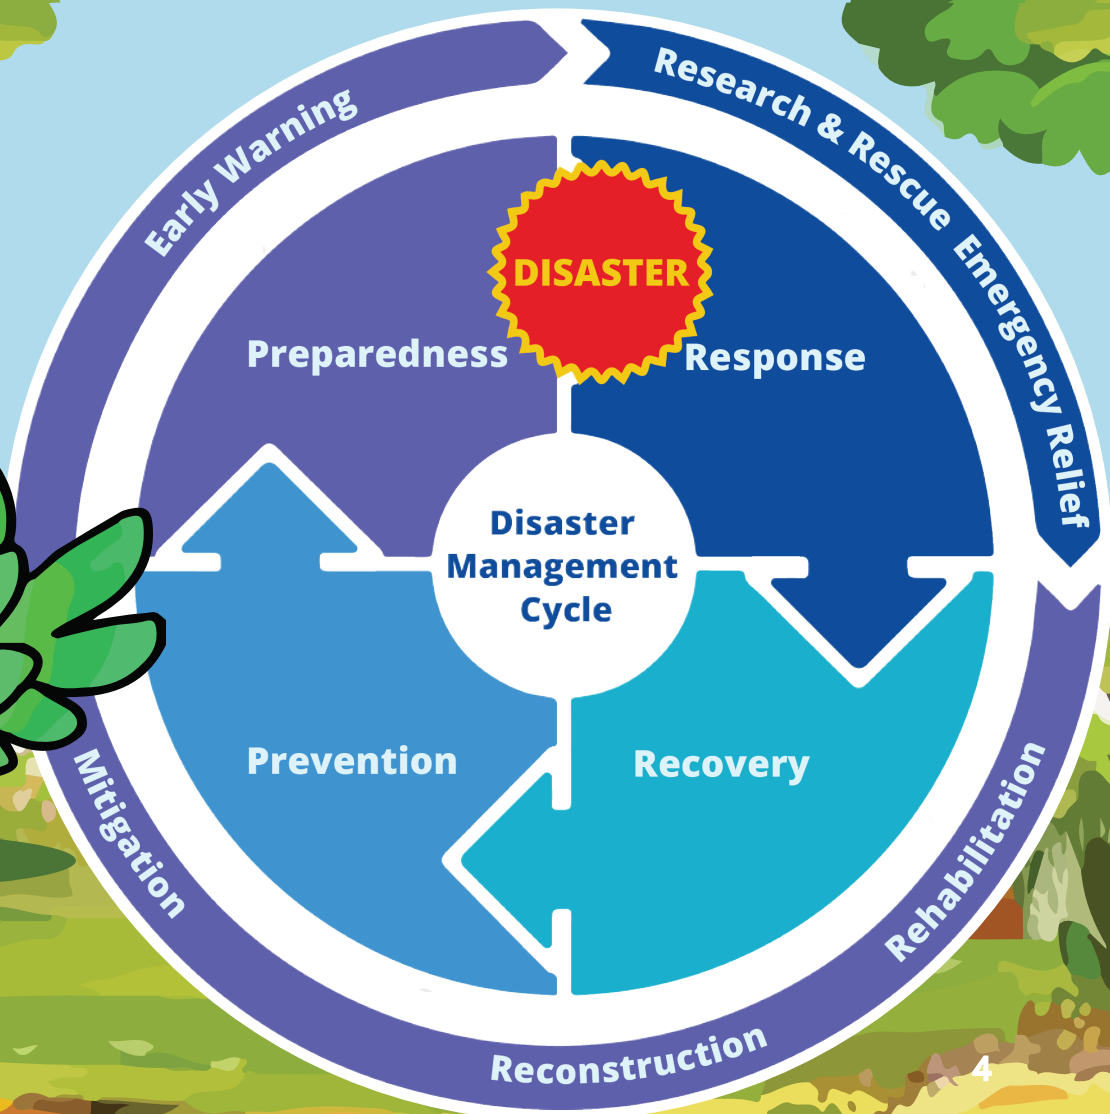 Early Warning
Research & Rescue
Emergency Relief
DISASTER
Preparedness
Response
Disaster
Management
Cycle
Prevention
Recovery
Mitigation
Rehabilitation
Reconstruction
4